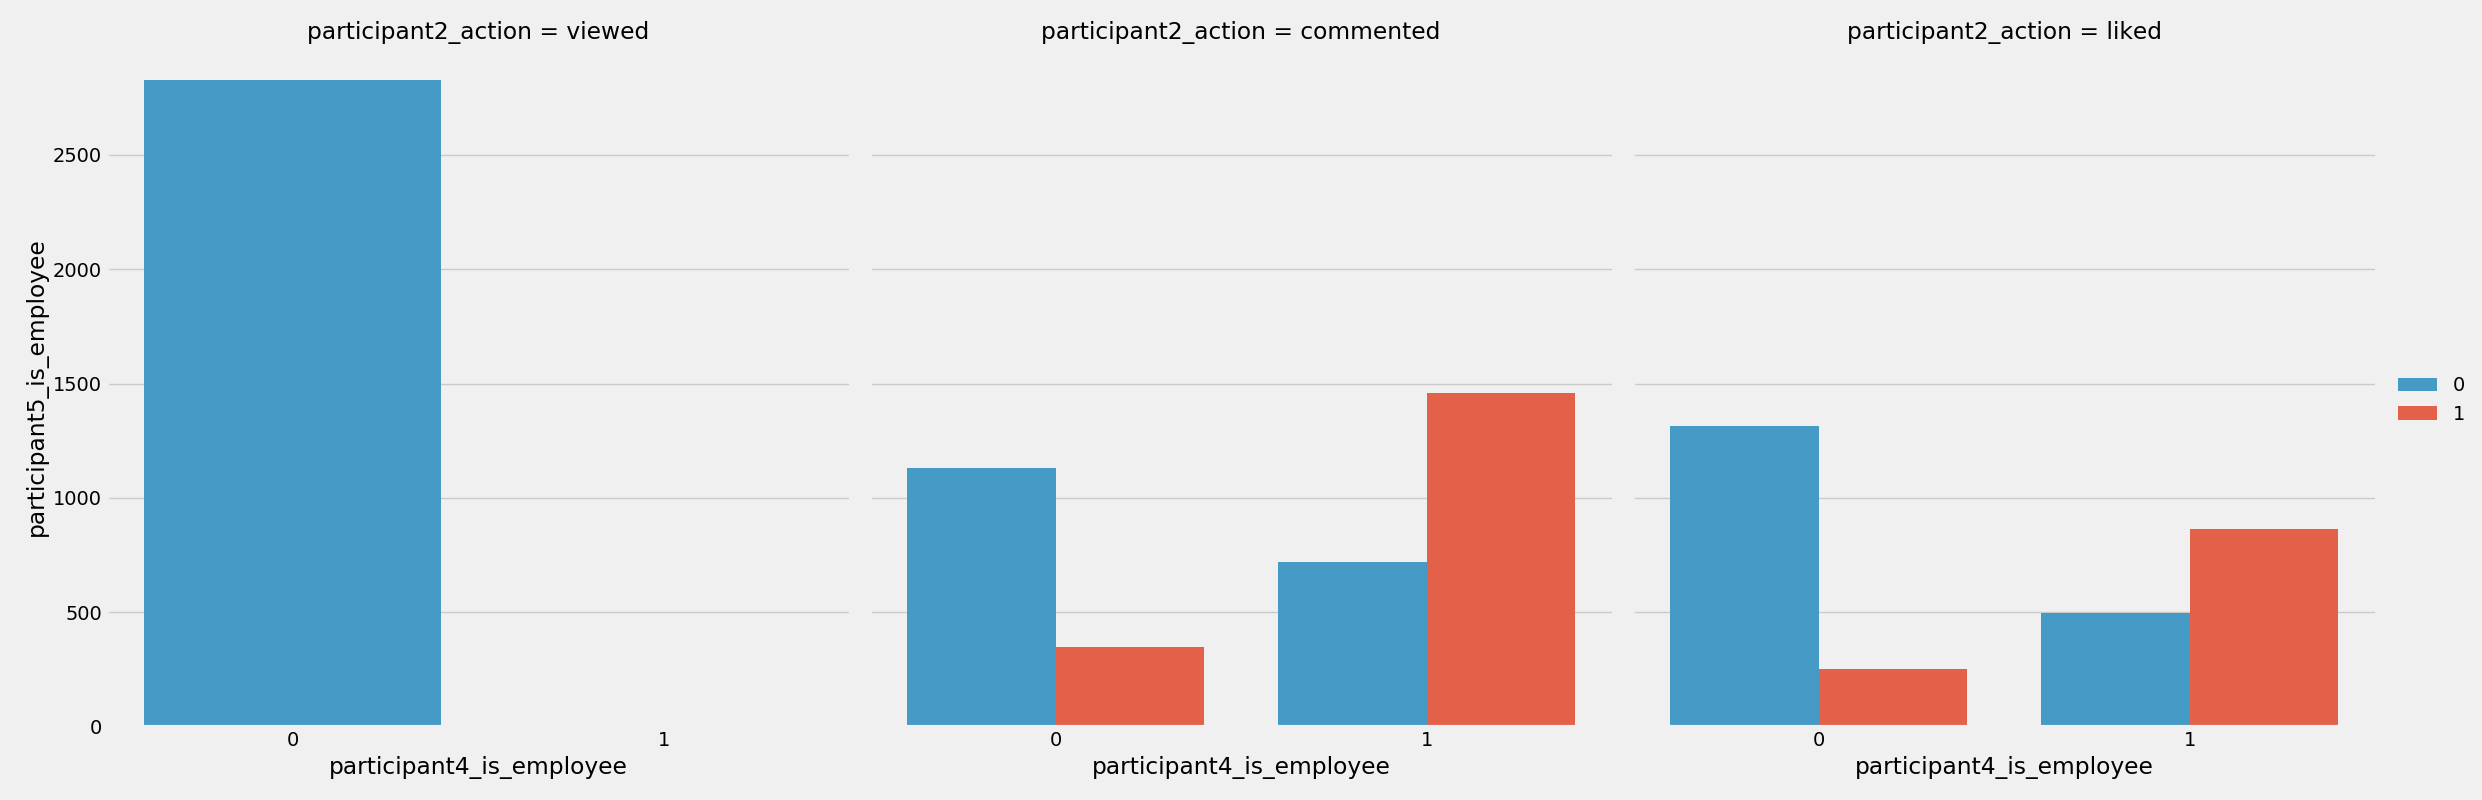 participant2_action = viewed
participant2_action = commented
participant2_action = liked
participant5_is_employee
2500
2000
1500
1000
500
0
0
1
0
1
0
1
participant4_is_employee
participant4_is_employee
participant4_is_employee
0
1